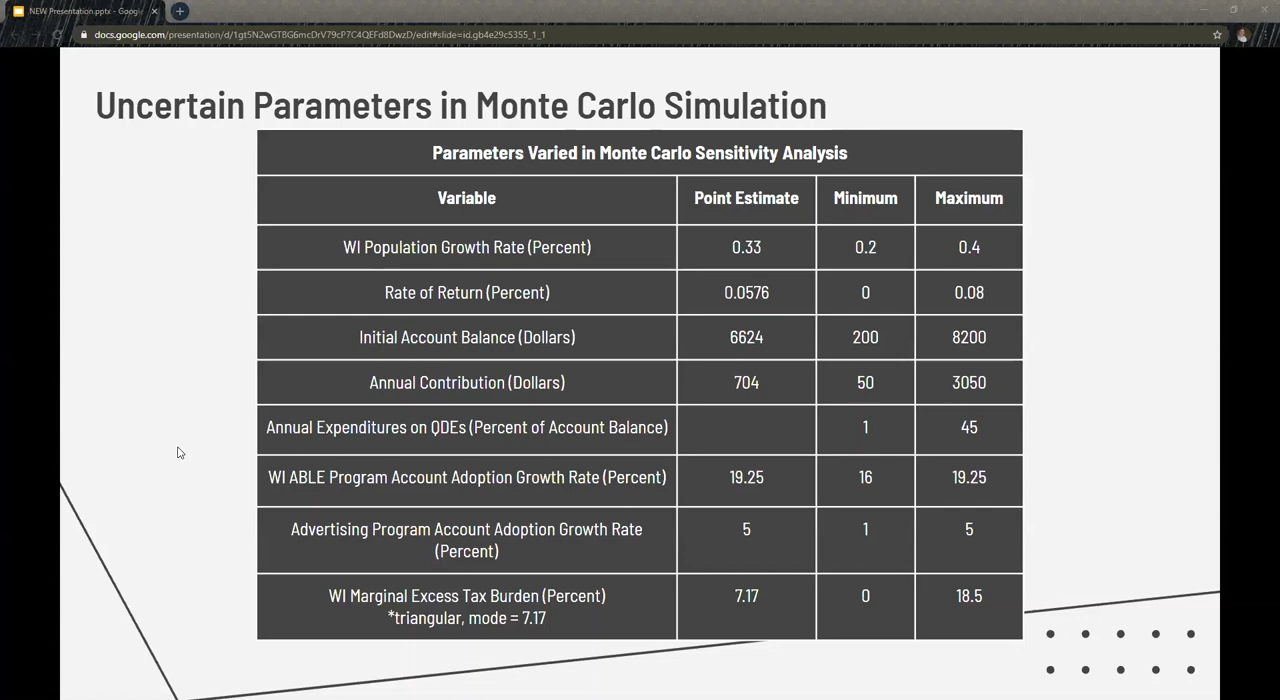 NEW Presentation.pptx - Googl
docs.google.com/presentation/d/1gt5N2wGTBG6mcDrV79cP7C4QEFd8DwzD/edit#slide=id.gb4e29c5355_1_1
Uncertain Parameters in Monte Carlo Simulation
Parameters Varied in Monte Carlo Sensitivity Analysis
Variable Point Estimate Minimum Maximum
WI Population Growth Rate (Percent) 0.33 0.2 0.4
Rate of Return (Percent) 0.0576 0 0.08
Initial Account Balance (Dollars) 6624 200 8200
Annual Contribution (Dollars) 704 50 3050
Annual Expenditures on QDEs (Percent of Account Balance) 1 45
WI ABLE Program Account Adoption Growth Rate (Percent) 19.25 16 19.25
Advertising Program Account Adoption Growth Rate 5 1 5
(Percent)
WI Marginal Excess Tax Burden (Percent) 7.17 0 18.5
*triangular, mode = 7.17